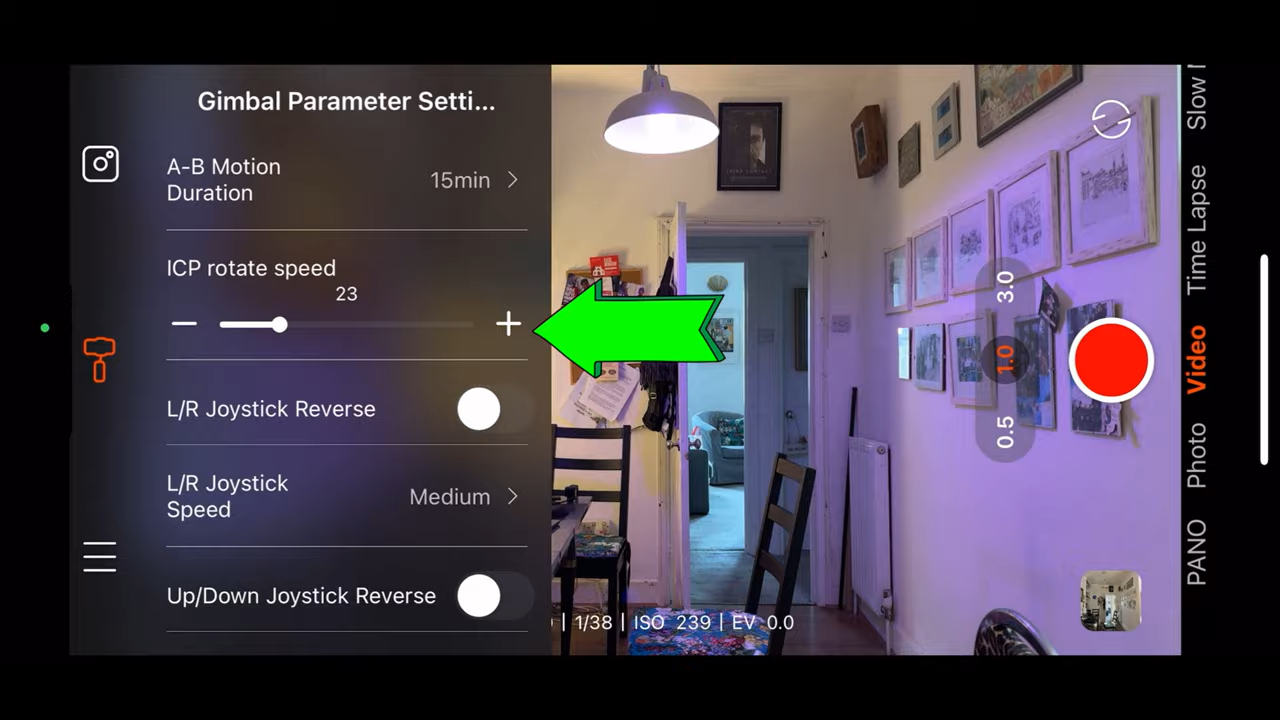 Gimbal Parameter Setti...
A-B Motion
Duration
15min
ICP rotate speed
23
L/R Joystick Reverse
L/R Joystick
Speed
Medium
Up/Down Joystick Reverse
1/38 | ISO 239 | EV 0.0
3.0
1.0
0.5
Slow
Time Lapse
Video
Photo
PANO